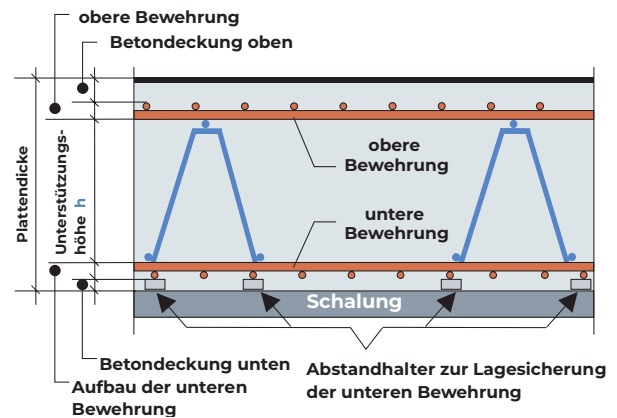 obere Bewehrung
Betondeckung oben
Plattendicke
Unterstützungs-
höhe h
obere
Bewehrung
untere
Bewehrung
Schalung
Betondeckung unten
Aufbau der unteren
Bewehrung
Abstandhalter zur Lagesicherung
der unteren Bewehrung